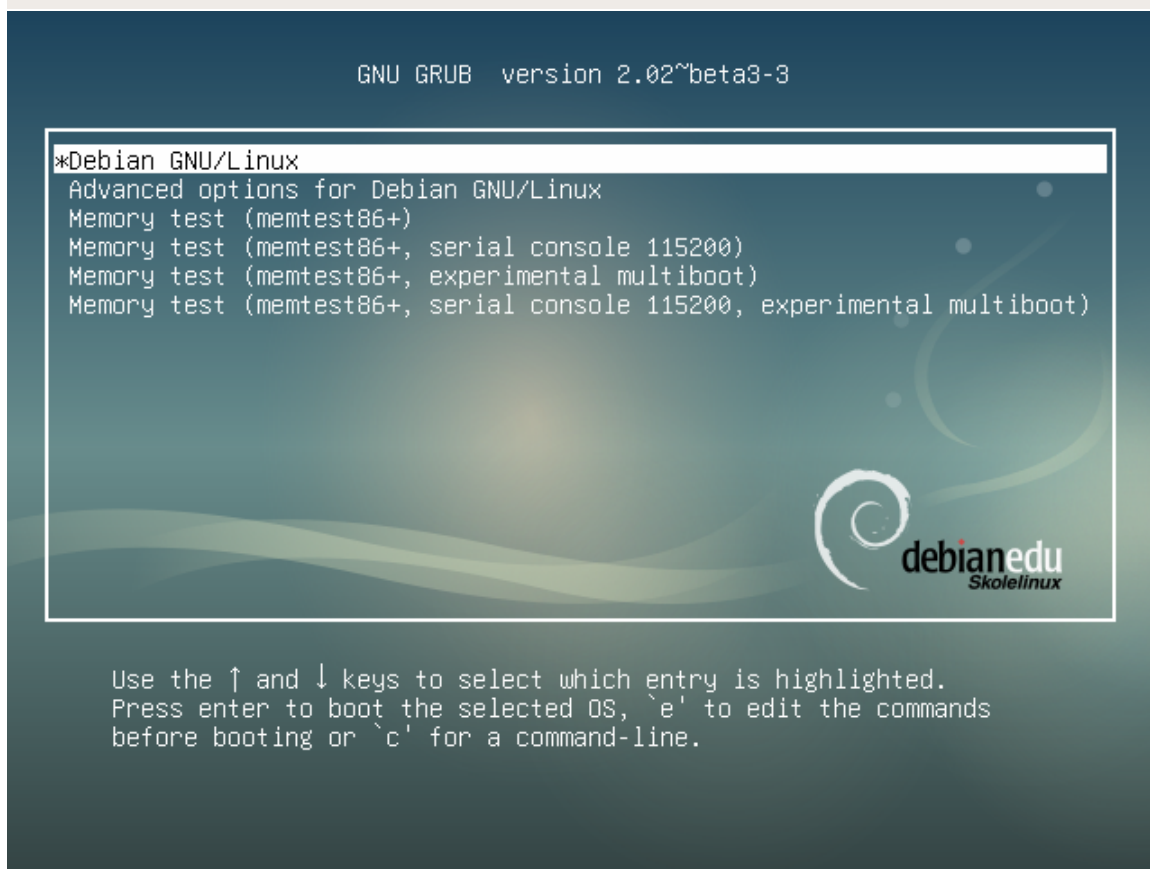 GNU GRUB version 2.02~beta3-3
*Debian GNU/Linux
Advanced options for Debian GNU/Linux
Memory test (memtest86+)
Memory test (memtest86+, serial console 115200)
Memory test (memtest86+, experimental multiboot)
Memory test (memtest86+, serial console 115200, experimental multiboot)
debianedu
Skolelinux
Use the ↑ and ↓ keys to select which entry is highlighted.
Press enter to boot the selected OS, `e' to edit the commands
before booting or `c' for a command-line.